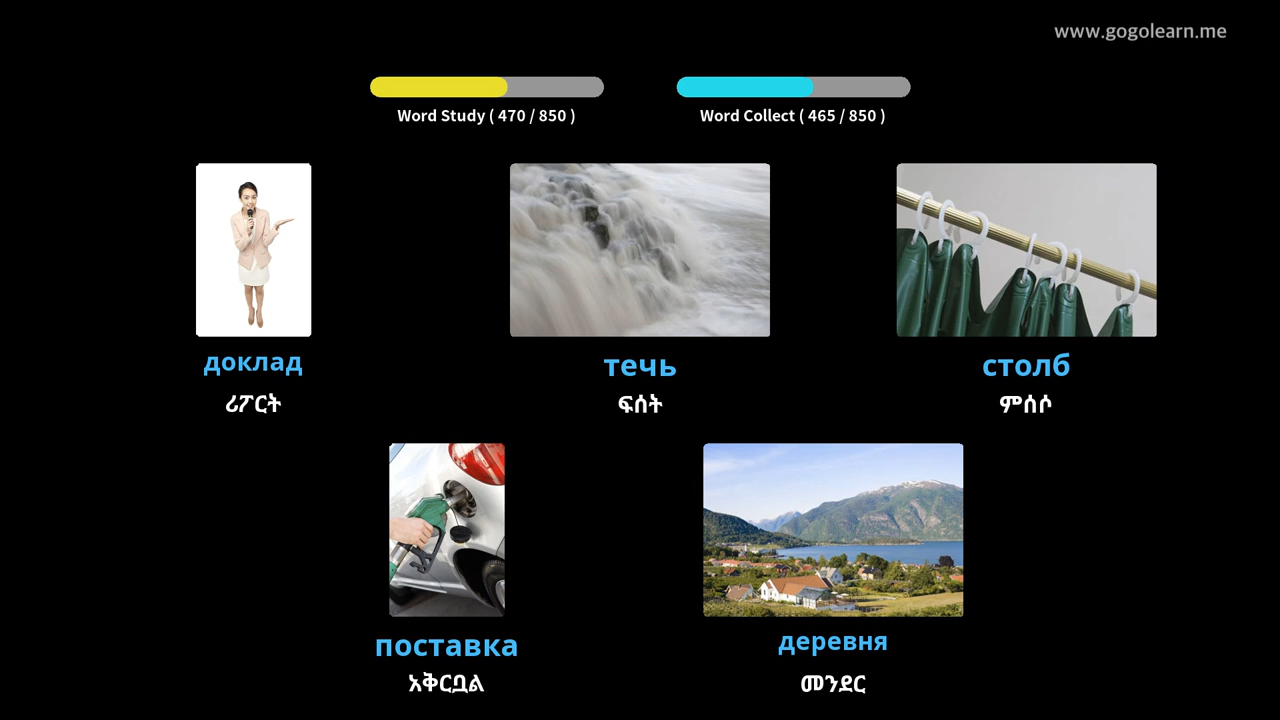 www.gogolearn.me
Word Study ( 470 / 850 )
Word Collect ( 465 / 850 )
доклад
ሪፖርት
течь
ፍሰት
столб
ምሰሶ
поставка
አቅርቧል
деревня
መንደር